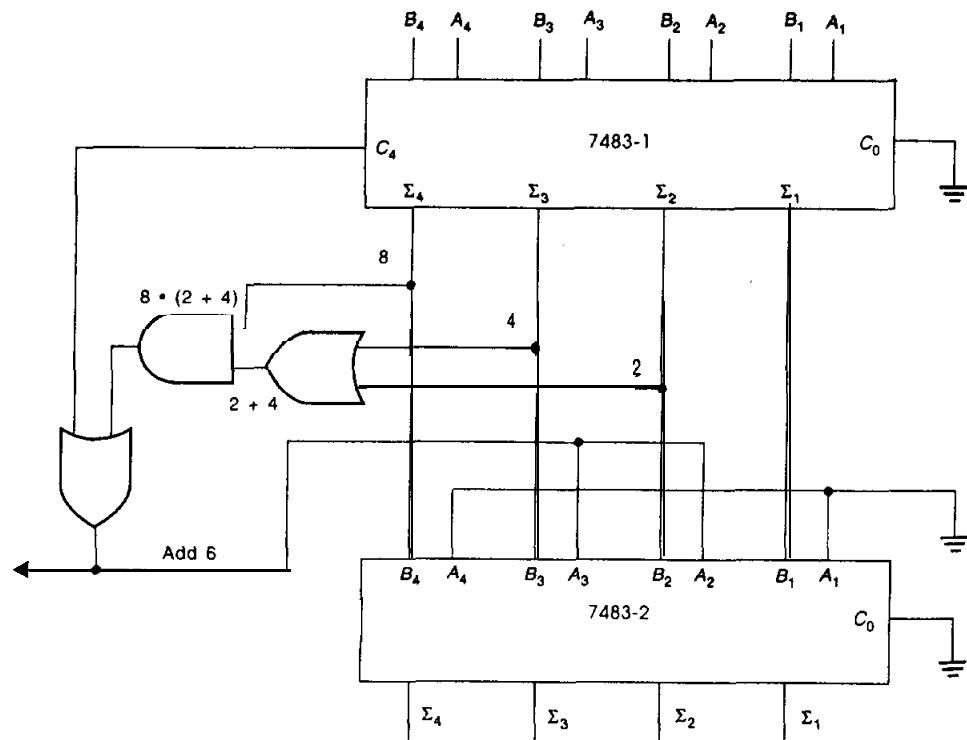 B₄ A₄ B₃ A₃ B₂ A₂ B₁ A₁
C₄ 7483-1 C₀
Σ₄ Σ₃ Σ₂ Σ₁
8
8 • (2 + 4)
4
2
2 + 4
Add 6
B₄ A₄ B₃ A₃ B₂ A₂ B₁ A₁
7483-2 C₀
Σ₄ Σ₃ Σ₂ Σ₁